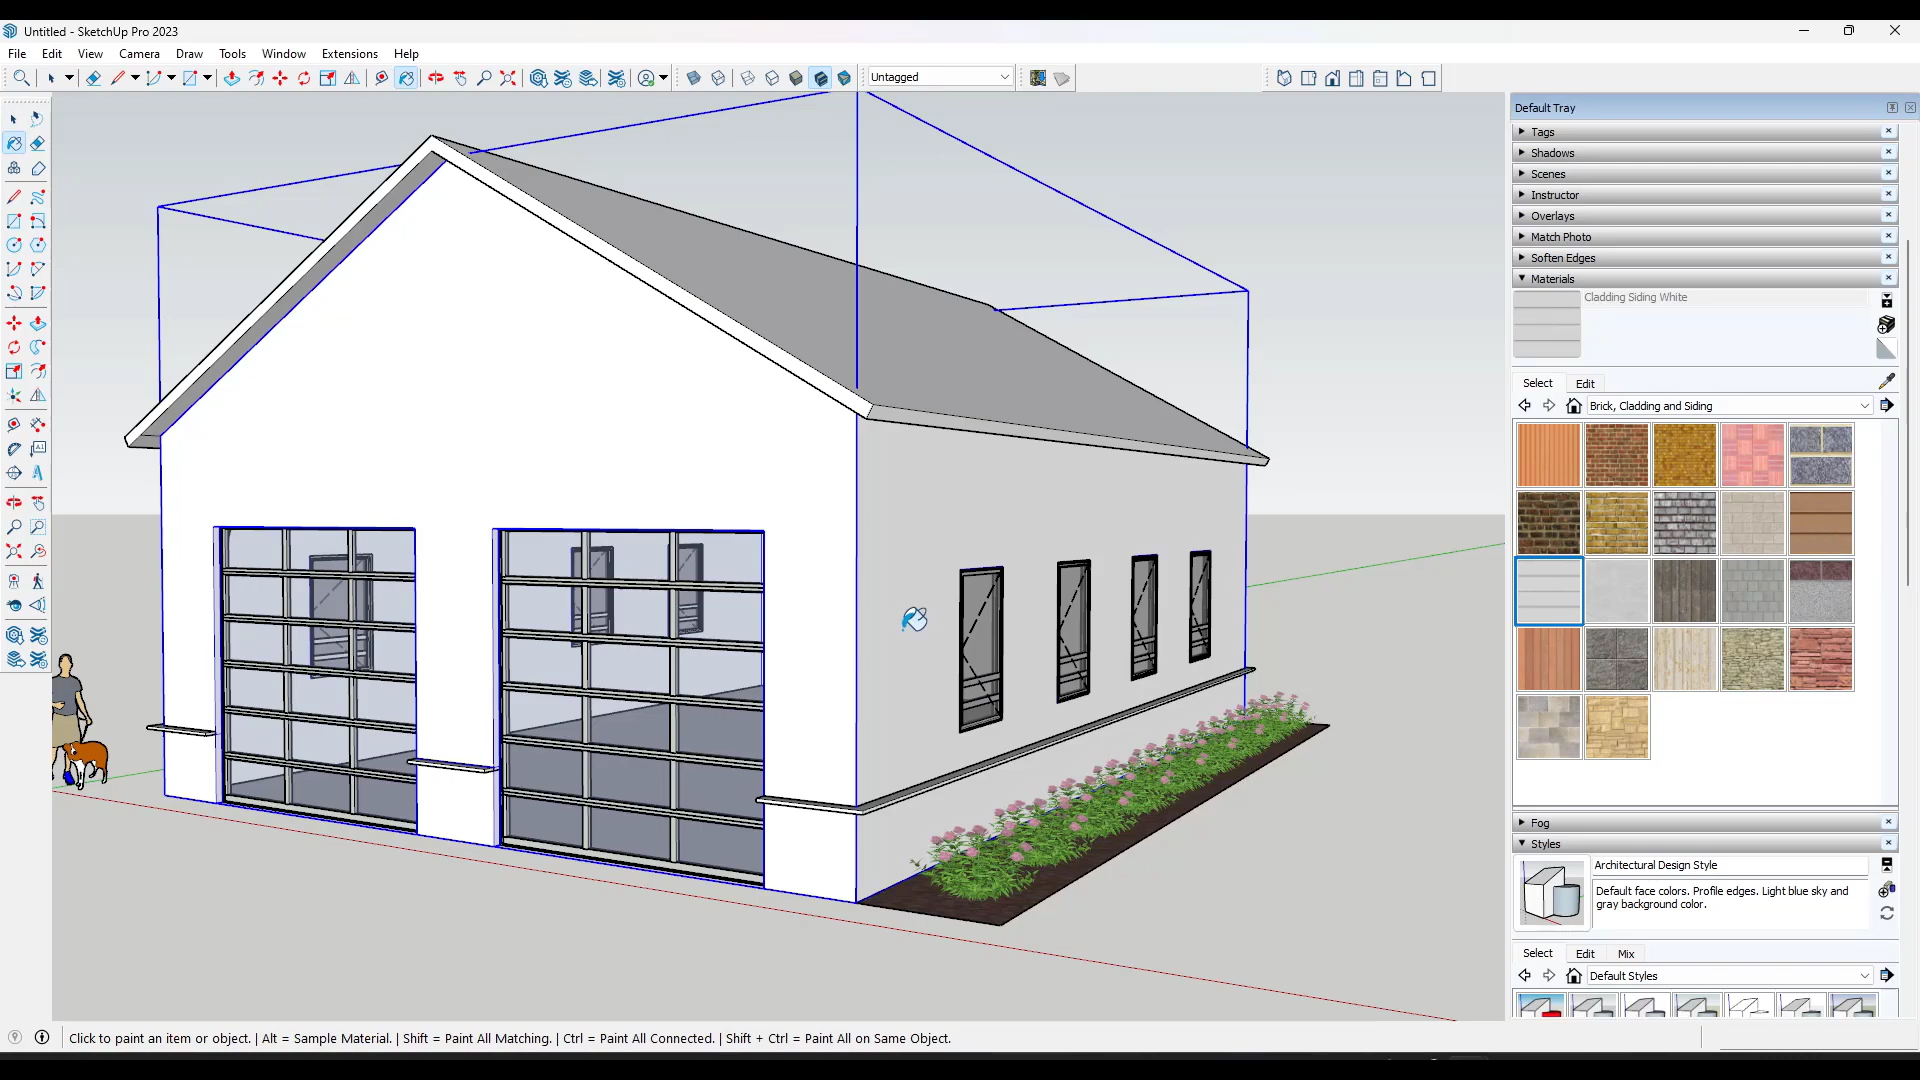 Untitled - SketchUp Pro 2023
File Edit View Camera Draw Tools Window Extensions Help
Untagged
Default Tray
Tags
Shadows
Scenes
Instructor
Overlays
Match Photo
Soften Edges
Materials
Cladding Siding White
Select Edit
Brick, Cladding and Siding
Fog
Styles
Architectural Design Style
Default face colors. Profile edges. Light blue sky and
gray background color.
Select Edit Mix
Default Styles
Click to paint an item or object. | Alt = Sample Material. | Shift = Paint All Matching. | Ctrl = Paint All Connected. | Shift + Ctrl = Paint All on Same Object.